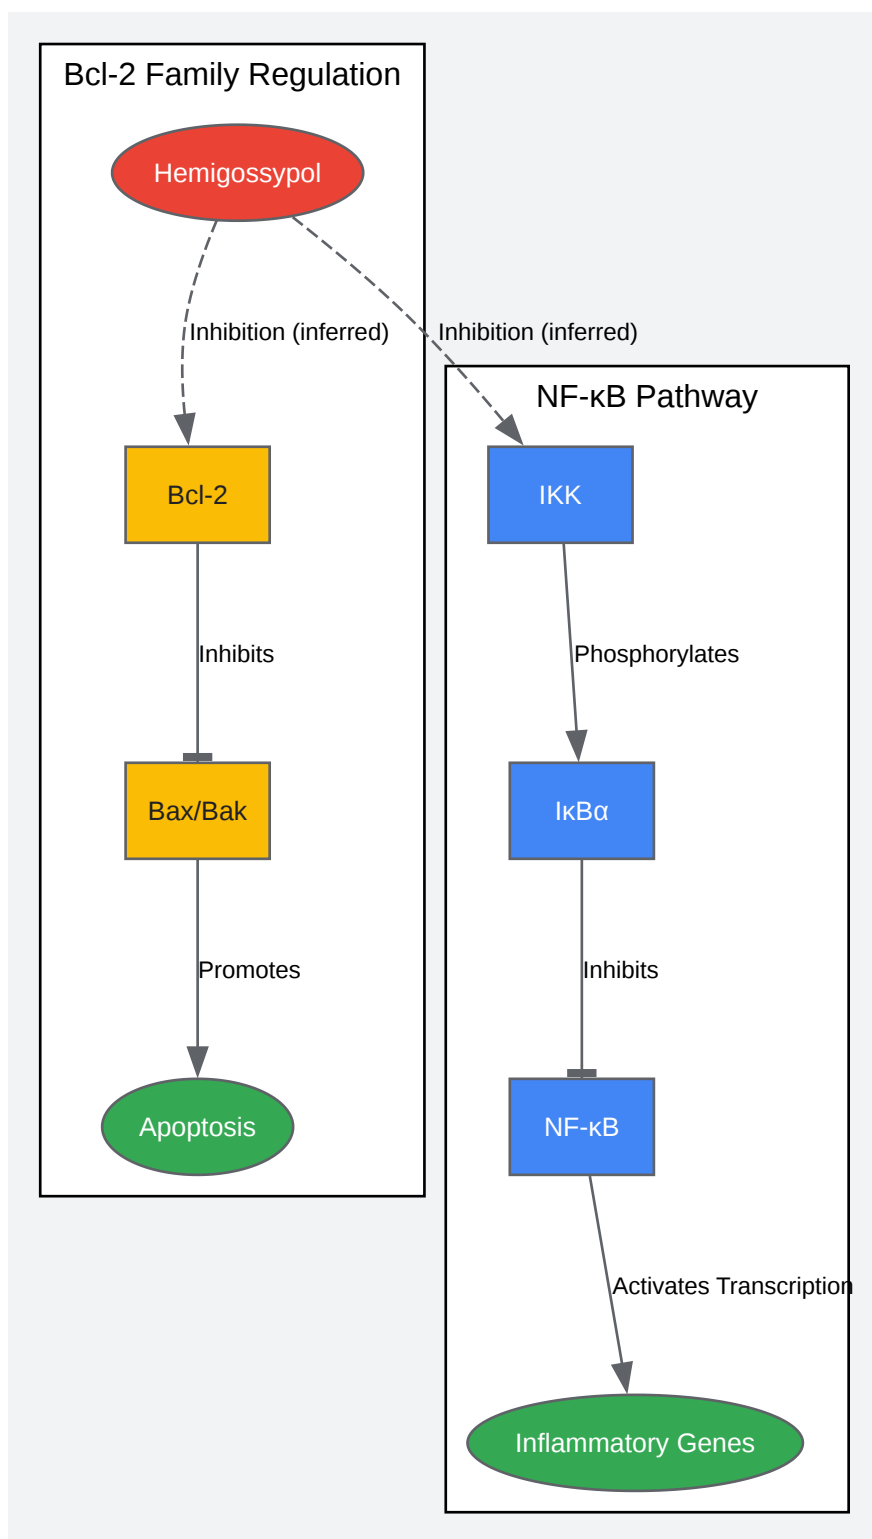 Bcl-2 Family Regulation
Hemigossypol
Inhibition (inferred)
Inhibition (inferred)
NF-κB Pathway
Bcl-2
IKK
Inhibits
Phosphorylates
Bax/Bak
IκBα
Promotes
Inhibits
Apoptosis
NF-κB
Activates Transcription
Inflammatory Genes